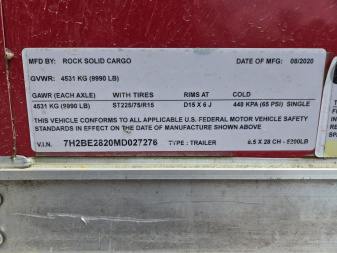 MFD BY: ROCK SOLID CARGO DATE OF MFG: 08/2020
GVWR: 4531 KG (9990 LB)
GAWR (EACH AXLE) WITH TIRES RIMS AT COLD
4531 KG (9990 LB) ST225/75/R15 D15 X 6 J 448 KPA (65 PSI) SINGLE
THIS VEHICLE CONFORMS TO ALL APPLICABLE U.S. FEDERAL MOTOR VEHICLE SAFETY
STANDARDS IN EFFECT ON THE DATE OF MANUFACTURE SHOWN ABOVE
V.I.N. 7H2BE2820MD027276 TYPE: TRAILER 8.5 X 28 CH - 5200LB